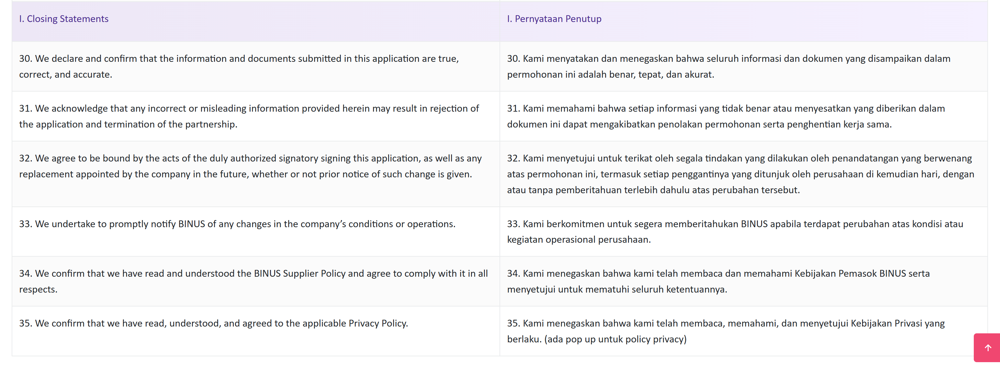 I. Closing Statements
I. Pernyataan Penutup
30. We declare and confirm that the information and documents submitted in this application are true,
correct, and accurate.
30. Kami menyatakan dan menegaskan bahwa seluruh informasi dan dokumen yang disampaikan dalam
permohonan ini adalah benar, tepat, dan akurat.
31. We acknowledge that any incorrect or misleading information provided herein may result in rejection of
the application and termination of the partnership.
31. Kami memahami bahwa setiap informasi yang tidak benar atau menyesatkan yang diberikan dalam
dokumen ini dapat mengakibatkan penolakan permohonan serta penghentian kerja sama.
32. We agree to be bound by the acts of the duly authorized signatory signing this application, as well as any
replacement appointed by the company in the future, whether or not prior notice of such change is given.
32. Kami menyetujui untuk terikat oleh segala tindakan yang dilakukan oleh penandatangan yang berwenang
atas permohonan ini, termasuk setiap penggantinya yang ditunjuk oleh perusahaan di kemudian hari, dengan
atau tanpa pemberitahuan terlebih dahulu atas perubahan tersebut.
33. We undertake to promptly notify BINUS of any changes in the company’s conditions or operations.
33. Kami berkomitmen untuk segera memberitahukan BINUS apabila terdapat perubahan atas kondisi atau
kegiatan operasional perusahaan.
34. We confirm that we have read and understood the BINUS Supplier Policy and agree to comply with it in all
respects.
34. Kami menegaskan bahwa kami telah membaca dan memahami Kebijakan Pemasok BINUS serta
menyetujui untuk mematuhi seluruh ketentuannya.
35. We confirm that we have read, understood, and agreed to the applicable Privacy Policy.
35. Kami menegaskan bahwa kami telah membaca, memahami, dan menyetujui Kebijakan Privasi yang
berlaku. (ada pop up untuk policy privacy)